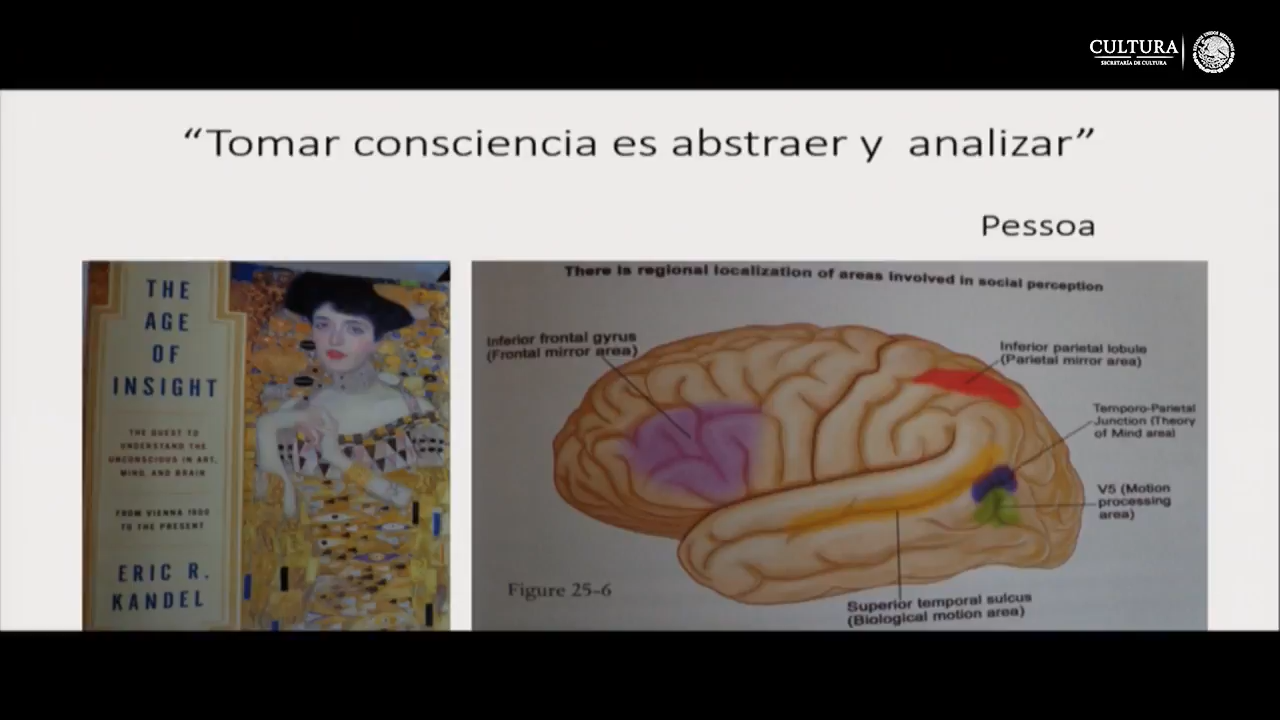 CULTURA
SECRETARÍA DE CULTURA
“Tomar consciencia es abstraer y analizar”
Pessoa
THE
AGE
OF
INSIGHT
THE QUEST TO
UNDERSTAND THE
UNCONSCIOUS IN ART,
MIND, AND BRAIN
FROM VIENNA 1900
TO THE PRESENT
ERIC R.
KANDEL
There is regional localization of areas involved in social perception
Inferior frontal gyrus
(Frontal mirror area)
Inferior parietal lobule
(Parietal mirror area)
Temporo-Parietal
Junction (Theory
of Mind area)
V5 (Motion
processing
area)
Superior temporal sulcus
(Biological motion area)
Figure 25-6